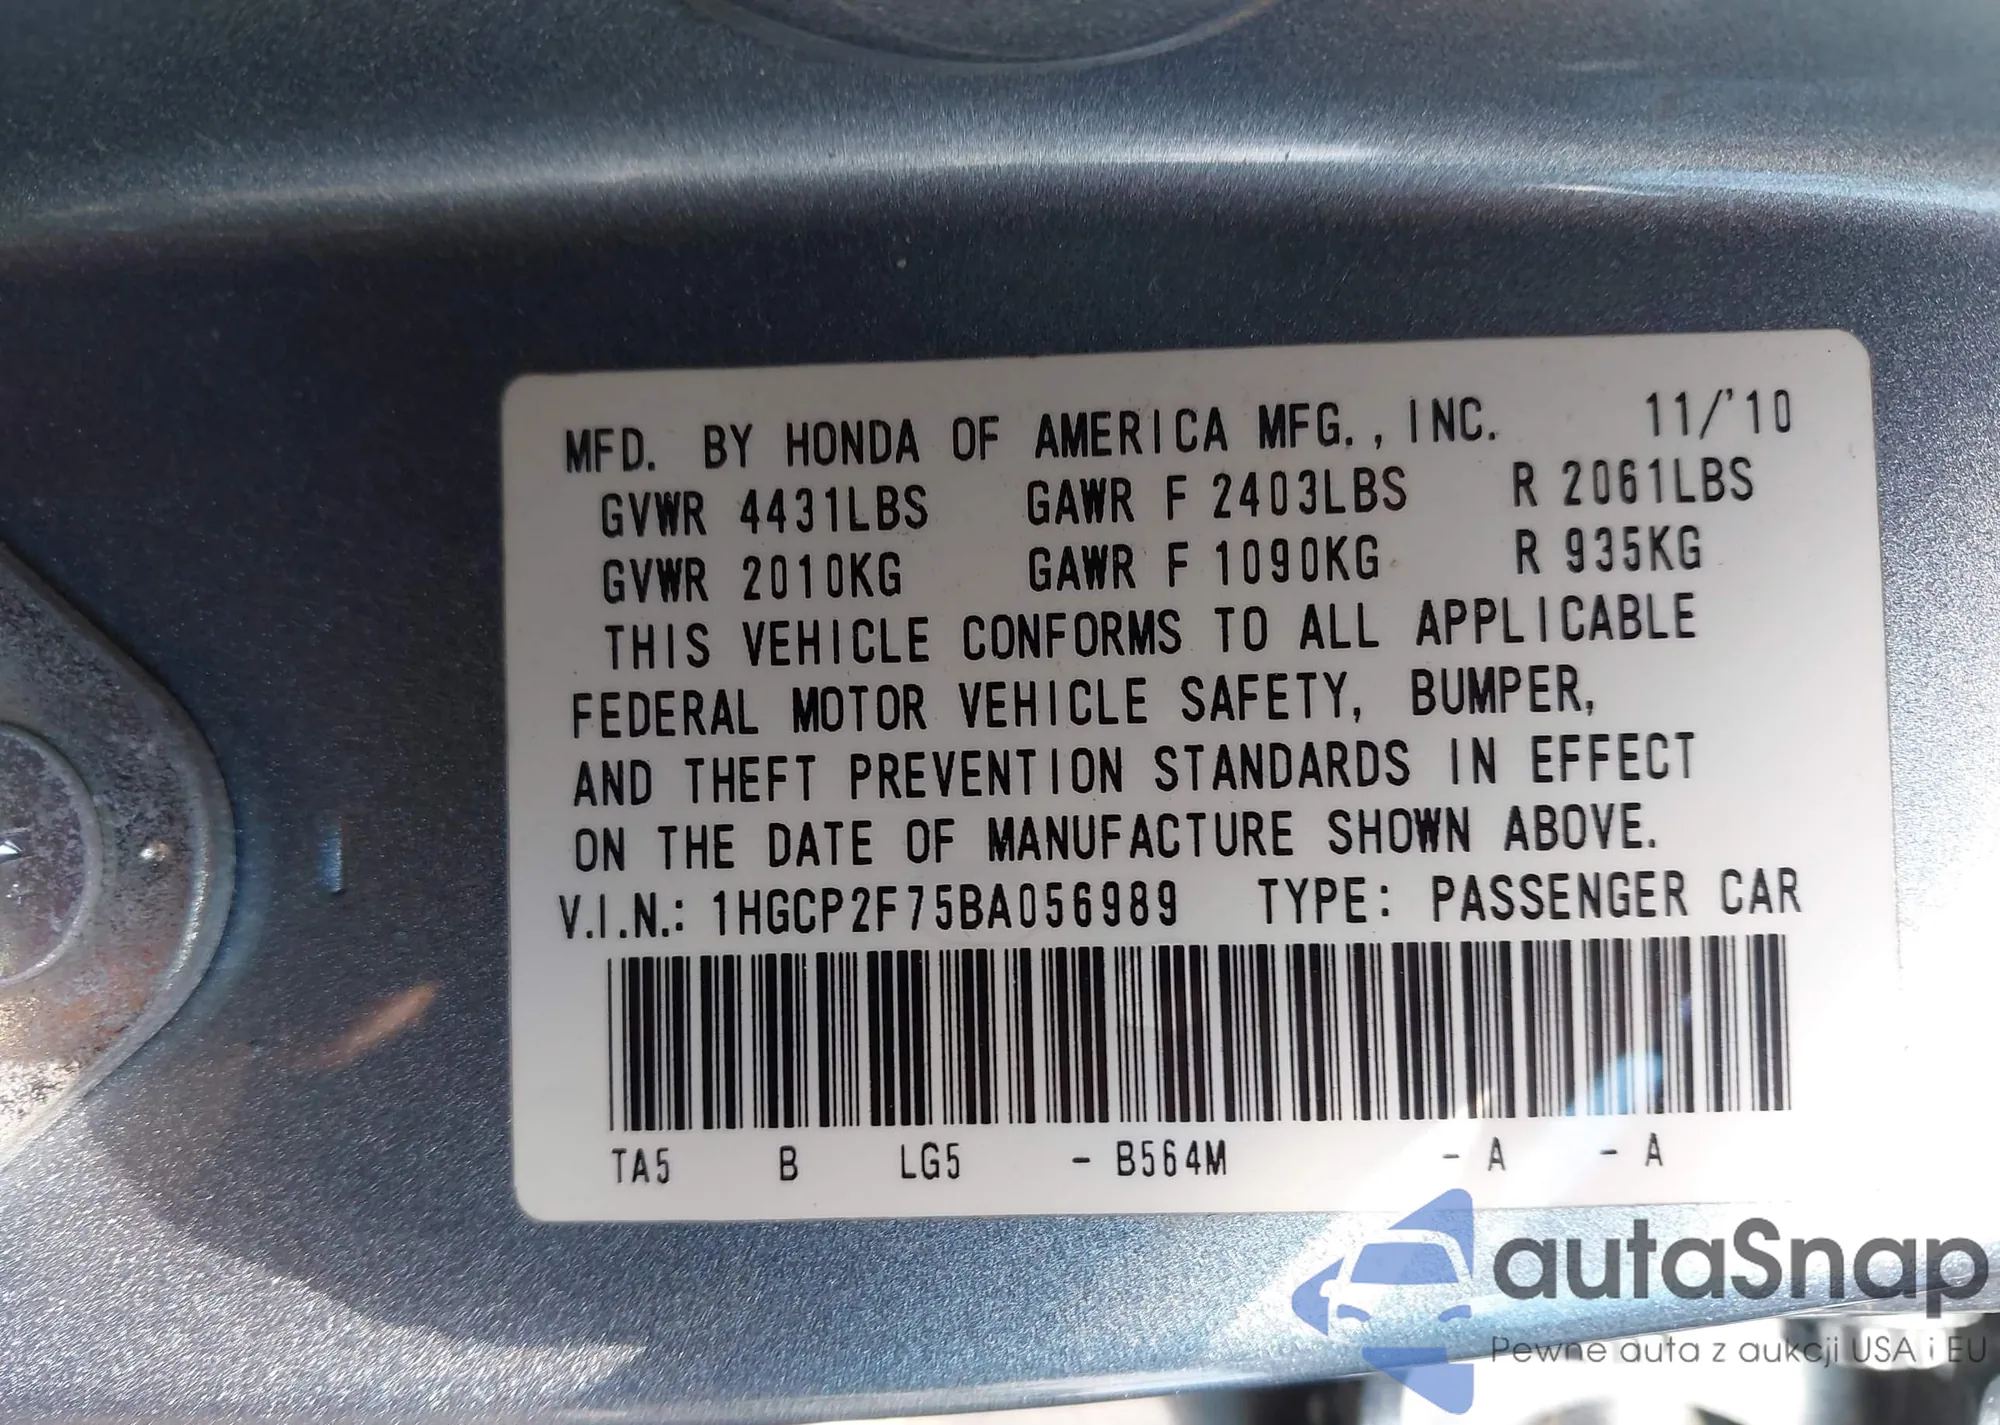 MFD. BY HONDA OF AMERICA MFG., INC. 11/'10
GVWR 4431LBS GAWR F 2403LBS R 2061LBS
GVWR 2010KG GAWR F 1090KG R 935KG
THIS VEHICLE CONFORMS TO ALL APPLICABLE
FEDERAL MOTOR VEHICLE SAFETY, BUMPER,
AND THEFT PREVENTION STANDARDS IN EFFECT
ON THE DATE OF MANUFACTURE SHOWN ABOVE.
V.I.N.: 1HGCP2F75BA056989 TYPE: PASSENGER CAR
TA5 B LG5 - B564M - A - A
autaSnap
Pewne auta z aukcji USA i EU